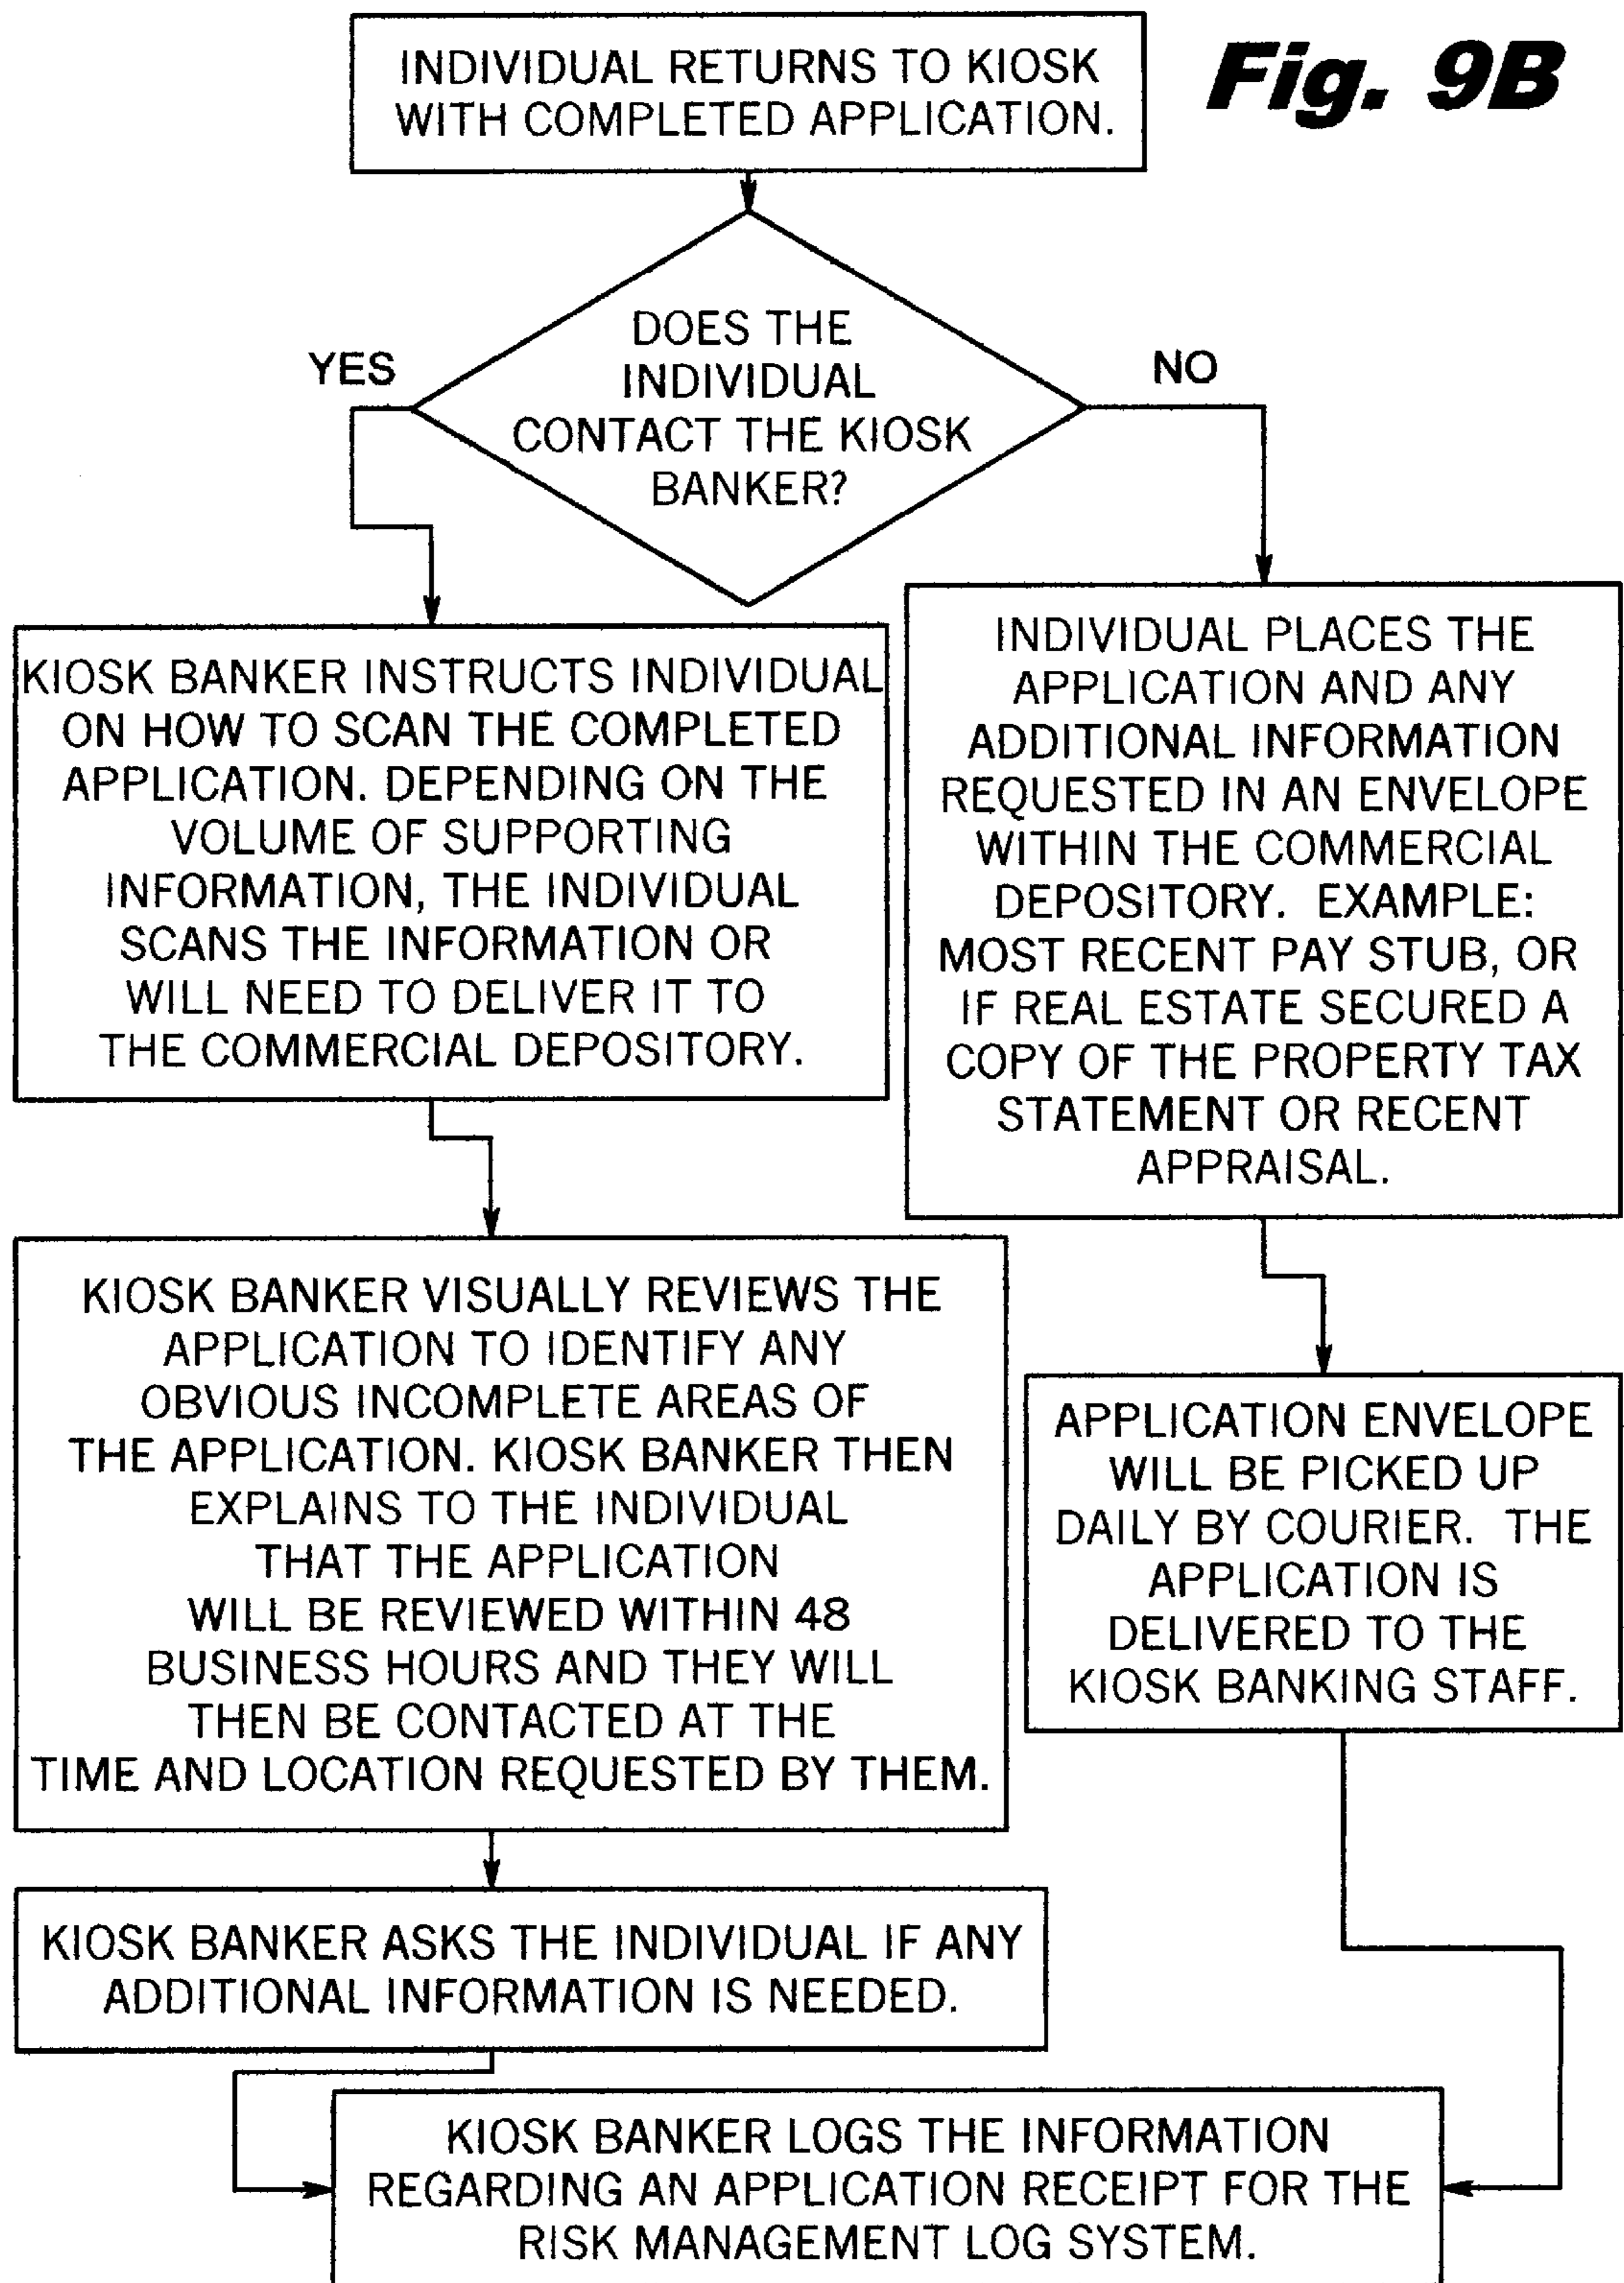 Fig. 9B
INDIVIDUAL RETURNS TO KIOSK
WITH COMPLETED APPLICATION.
DOES THE
INDIVIDUAL
CONTACT THE KIOSK
BANKER?
YES
NO
KIOSK BANKER INSTRUCTS INDIVIDUAL
ON HOW TO SCAN THE COMPLETED
APPLICATION. DEPENDING ON THE
VOLUME OF SUPPORTING
INFORMATION, THE INDIVIDUAL
SCANS THE INFORMATION OR
WILL NEED TO DELIVER IT TO
THE COMMERCIAL DEPOSITORY.
INDIVIDUAL PLACES THE
APPLICATION AND ANY
ADDITIONAL INFORMATION
REQUESTED IN AN ENVELOPE
WITHIN THE COMMERCIAL
DEPOSITORY. EXAMPLE:
MOST RECENT PAY STUB, OR
IF REAL ESTATE SECURED A
COPY OF THE PROPERTY TAX
STATEMENT OR RECENT
APPRAISAL.
KIOSK BANKER VISUALLY REVIEWS THE
APPLICATION TO IDENTIFY ANY
OBVIOUS INCOMPLETE AREAS OF
THE APPLICATION. KIOSK BANKER THEN
EXPLAINS TO THE INDIVIDUAL
THAT THE APPLICATION
WILL BE REVIEWED WITHIN 48
BUSINESS HOURS AND THEY WILL
THEN BE CONTACTED AT THE
TIME AND LOCATION REQUESTED BY THEM.
APPLICATION ENVELOPE
WILL BE PICKED UP
DAILY BY COURIER. THE
APPLICATION IS
DELIVERED TO THE
KIOSK BANKING STAFF.
KIOSK BANKER ASKS THE INDIVIDUAL IF ANY
ADDITIONAL INFORMATION IS NEEDED.
KIOSK BANKER LOGS THE INFORMATION
REGARDING AN APPLICATION RECEIPT FOR THE
RISK MANAGEMENT LOG SYSTEM.